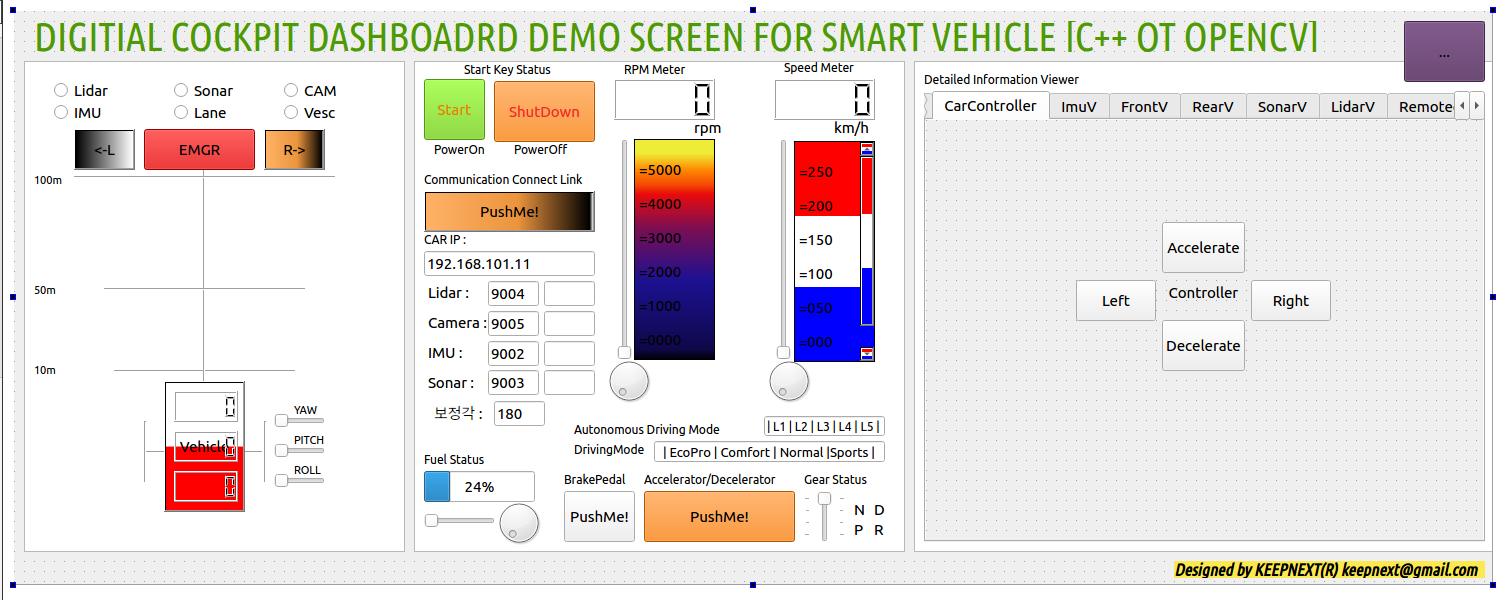 DIGITIAL COCKPIT DASHBOADRD DEMO SCREEN FOR SMART VEHICLE [C++ OT OPENCV]
...
Lidar Sonar CAM
IMU Lane Vesc
<-L EMGR R->
100m
50m
10m
0
Vehicle 0
0
YAW
PITCH
ROLL
Start Key Status
Start ShutDown
PowerOn PowerOff
Communication Connect Link
PushMe!
CAR IP :
192.168.101.11
Lidar : 9004
Camera : 9005
IMU : 9002
Sonar : 9003
보정각 : 180
Fuel Status
24%
RPM Meter
0
rpm
=5000
=4000
=3000
=2000
=1000
=0000
Speed Meter
0
km/h
=250
=200
=150
=100
=050
=000
Autonomous Driving Mode | L1 | L2 | L3 | L4 | L5 |
DrivingMode | EcoPro | Comfort | Normal |Sports |
BrakePedal Accelerator/Decelerator Gear Status
PushMe! PushMe!
N D
P R
Detailed Information Viewer
CarController ImuV FrontV RearV SonarV LidarV Remote
Accelerate
Left Controller Right
Decelerate
Designed by KEEPNEXT(R) keepnext@gmail.com